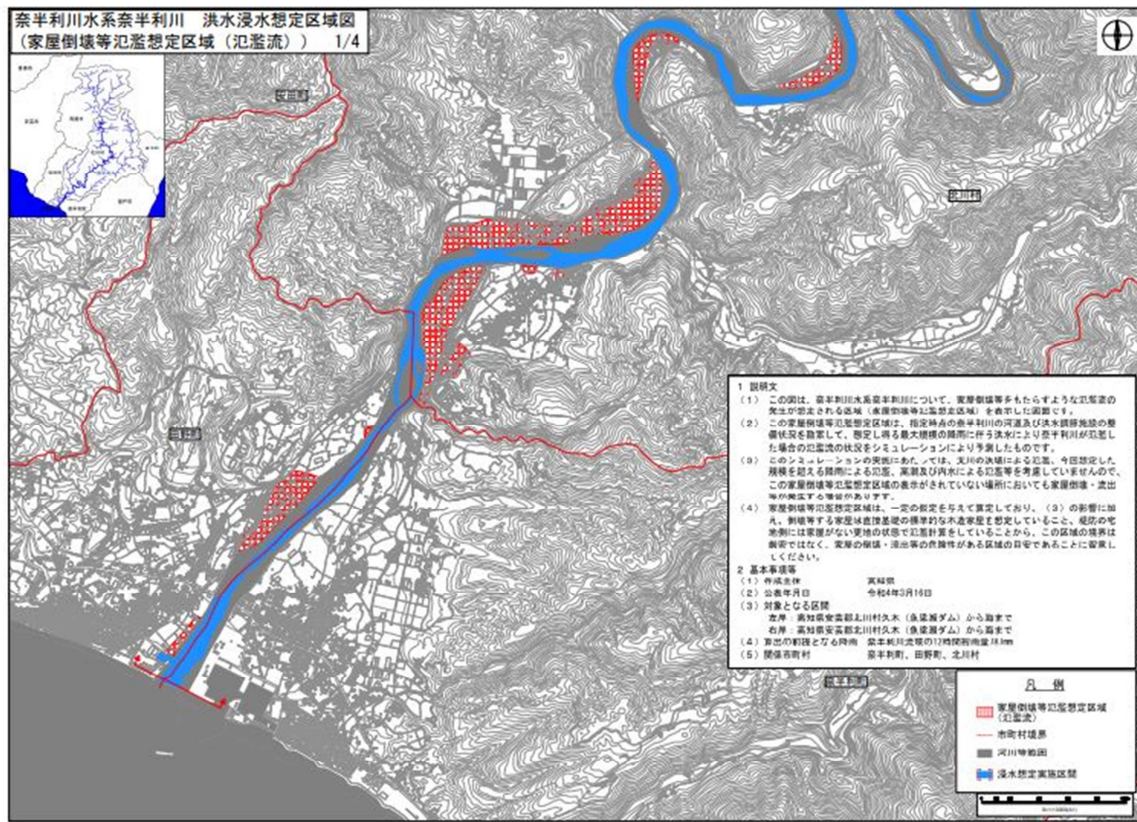 奈半利川水系奈半利川 洪水浸水想定区域図
(家屋倒壊等氾濫想定区域(氾濫流)) 1/4
安田町
北川村
田野町
奈半利町
1 説明文
(1) この図は、奈半利川水系奈半利川について、家屋倒壊等をもたらすような氾濫流の
発生が想定される区域(家屋倒壊等氾濫想定区域)を表示した図面です。
(2) この家屋倒壊等氾濫想定区域は、指定時点の奈半利川の河道及び洪水調節施設の整
備状況を勘案して、想定し得る最大規模の降雨に伴う洪水により奈半利川が氾濫し
た場合の氾濫流の状況をシミュレーションにより予測したものです。
(3) このシミュレーションの実施にあたっては、支川の決壊による氾濫、今回想定した
規模を超える降雨による氾濫、高潮及び内水による氾濫等を考慮していませんので、
この家屋倒壊等氾濫想定区域の表示がされていない場所においても家屋倒壊・流出
等が発生する場合があります。
(4) 家屋倒壊等氾濫想定区域は、一定の仮定を与えて算定しており、(3)の影響に加
え、倒壊等する家屋は直接基礎の標準的な木造家屋を想定していること、堤防の宅
地側には家屋がない更地の状態で氾濫計算をしていることから、この区域の境界は
厳密ではなく、家屋の倒壊・流出等の危険性がある区域の目安であることに留意し
てください。
2 基本事項等
(1) 作成主体 高知県
(2) 公表年月日 令和4年3月16日
(3) 対象となる区間
左岸:高知県安芸郡北川村久木(魚梁瀬ダム)から海まで
右岸:高知県安芸郡北川村久木(魚梁瀬ダム)から海まで
(4) 算出の前提となる降雨 奈半利川流域の12時間総雨量
(5) 関係市町村 奈半利町、田野町、北川村
凡 例
家屋倒壊等氾濫想定区域
(氾濫流)
市町村境界
河川等範囲
浸水想定実施区間